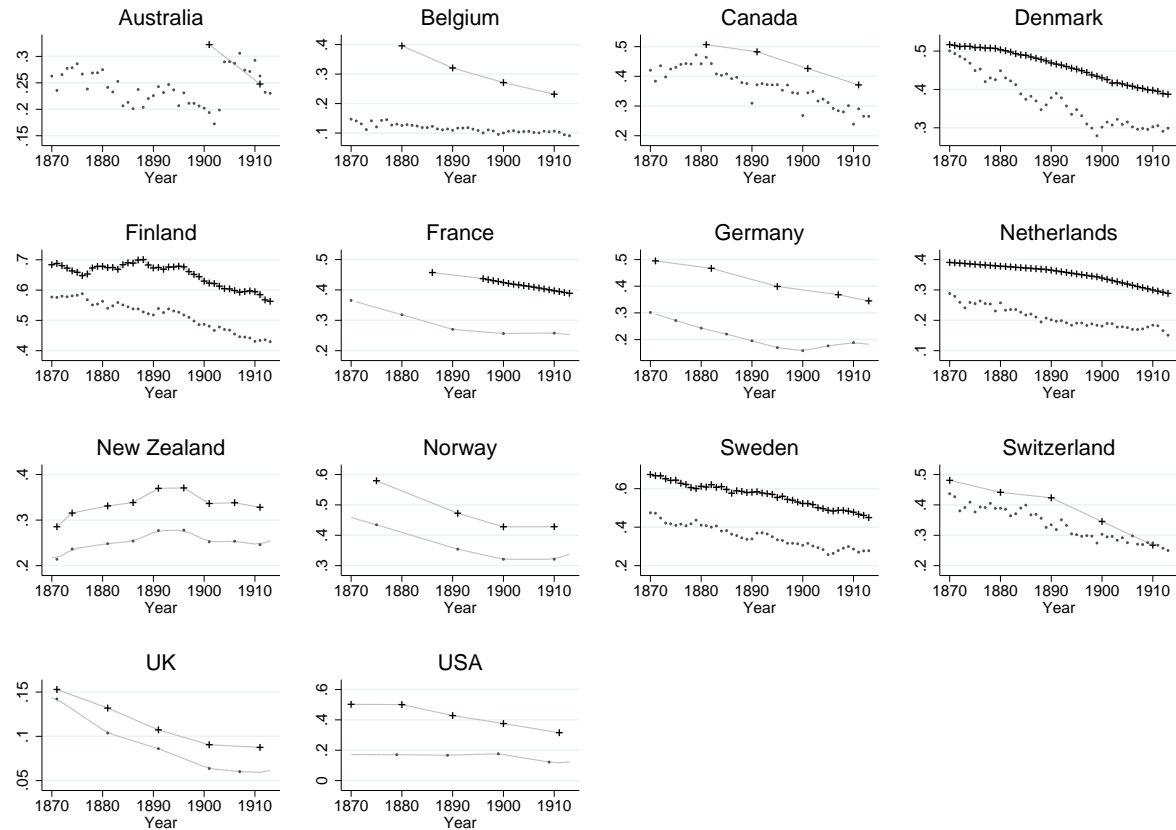 Australia Belgium Canada Denmark
.3 .25 .2 .15
1870 1880 1890 1900 1910
Year
.4 .3 .2 .1
1870 1880 1890 1900 1910
Year
.5 .4 .3 .2
1870 1880 1890 1900 1910
Year
.5 .4 .3
1870 1880 1890 1900 1910
Year
Finland France Germany Netherlands
.7 .6 .5 .4
1870 1880 1890 1900 1910
Year
.5 .4 .3 .2
1870 1880 1890 1900 1910
Year
.5 .4 .3 .2
1870 1880 1890 1900 1910
Year
.4 .3 .2 .1
1870 1880 1890 1900 1910
Year
New Zealand Norway Sweden Switzerland
.4 .3 .2
1870 1880 1890 1900 1910
Year
.6 .5 .4 .3
1870 1880 1890 1900 1910
Year
.6 .4 .2
1870 1880 1890 1900 1910
Year
.5 .4 .3 .2
1870 1880 1890 1900 1910
Year
UK USA
.15 .1 .05
1870 1880 1890 1900 1910
Year
.6 .4 .2 0
1870 1880 1890 1900 1910
Year